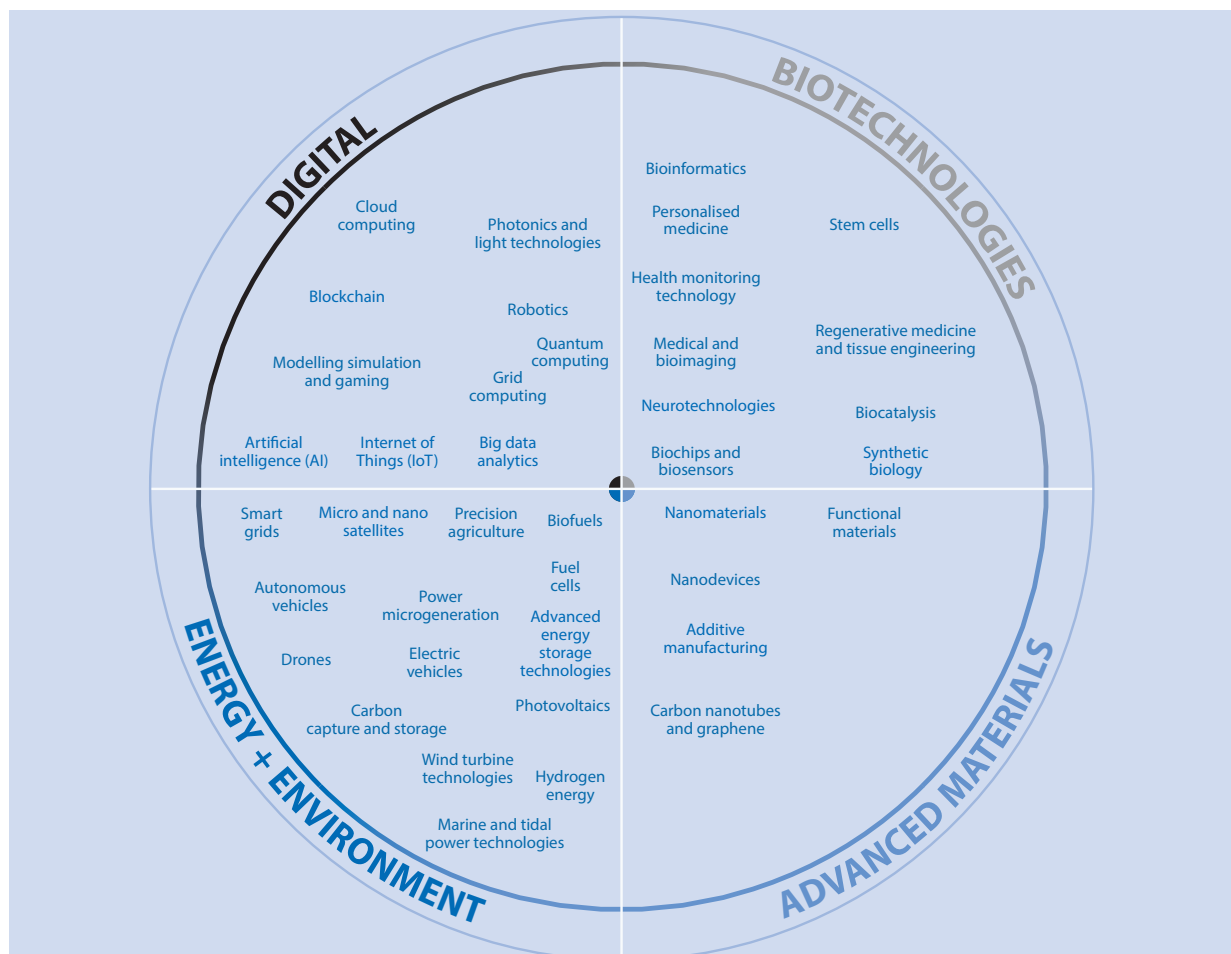 DIGITAL
Cloud
computing
Photonics and
light technologies
Blockchain
Robotics
Quantum
computing
Modelling simulation
and gaming
Grid
computing
Artificial
intelligence (AI)
Internet of
Things (IoT)
Big data
analytics
BIOTECHNOLOGIES
Bioinformatics
Personalised
medicine
Stem cells
Health monitoring
technology
Regenerative medicine
and tissue engineering
Medical and
bioimaging
Neurotechnologies
Biocatalysis
Biochips and
biosensors
Synthetic
biology
ENERGY + ENVIRONMENT
Smart
grids
Micro and nano
satellites
Precision
agriculture
Biofuels
Fuel
cells
Autonomous
vehicles
Power
microgeneration
Advanced
energy
storage
technologies
Drones
Electric
vehicles
Photovoltaics
Carbon
capture and storage
Wind turbine
technologies
Hydrogen
energy
Marine and tidal
power technologies
ADVANCED MATERIALS
Nanomaterials
Functional
materials
Nanodevices
Additive
manufacturing
Carbon nanotubes
and graphene